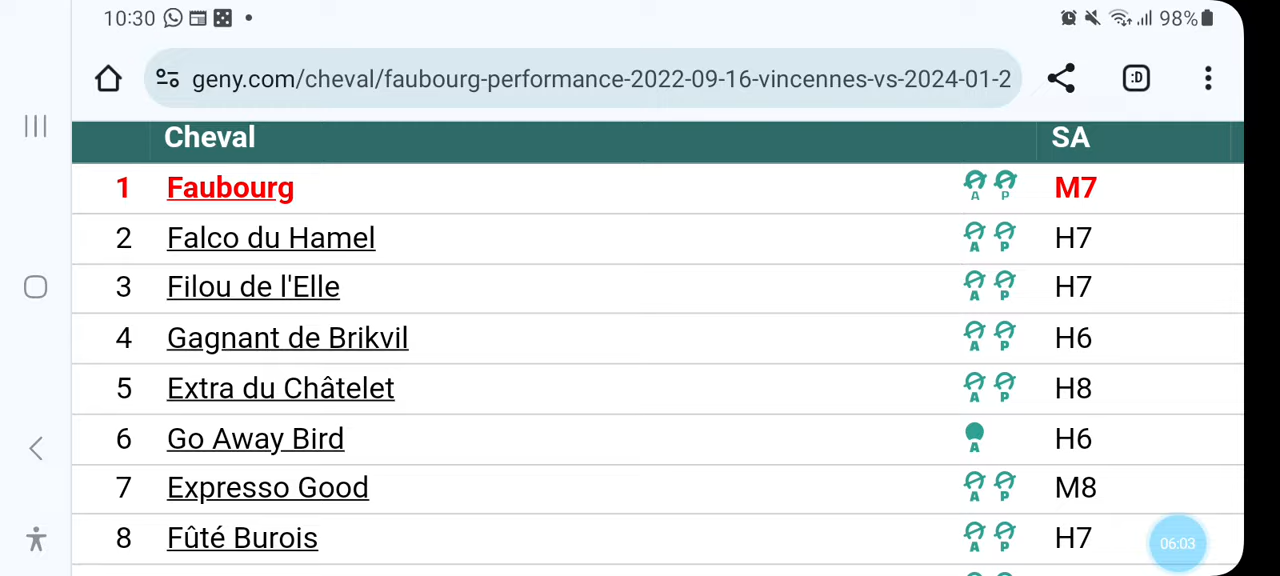 10:30 98%
geny.com/cheval/faubourg-performance-2022-09-16-vincennes-vs-2024-01-2 :D
Cheval SA
1 Faubourg A P M7
2 Falco du Hamel A P H7
3 Filou de l'Elle A P H7
4 Gagnant de Brikvil A P H6
5 Extra du Châtelet A P H8
6 Go Away Bird A H6
7 Expresso Good A P M8
8 Fûté Burois A P H7
06:03